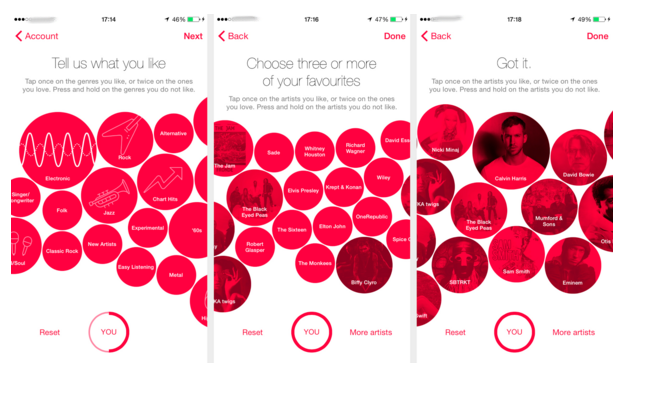 17:14
46%
Account
Next
Tell us what you like
Tap once on the genres you like, or twice on the ones
you love. Press and hold on the genres you do not like.
Electronic
Rock
Alternative
Singer/
ongwriter
Folk
Jazz
Chart Hits
/Soul
Classic Rock
New Artists
Experimental
'60s
Easy Listening
Metal
Hi
Reset
YOU
17:16
47%
Back
Done
Choose three or more
of your favourites
Tap once on the artists you like, or twice on the ones
you love. Press and hold on the artists you do not like.
The Jam
Sade
Whitney
Houston
Richard
Wagner
David Ess
The Black
Eyed Peas
Elvis Presley
Krept & Konan
Wiley
Robert
Glasper
The Sixteen
Elton John
OneRepublic
Spice G
KA twigs
The Monkees
Biffy Clyro
Reset
YOU
More artists
17:18
49%
Back
Done
Got it.
Tap once on the artists you like, or twice on the ones
you love. Press and hold on the artists you do not like.
Nicki Minaj
Calvin Harris
David Bowie
KA twigs
The Black
Eyed Peas
Mumford &
Sons
Otis
SBTRKT
Sam Smith
Eminem
wift
Reset
YOU
More artists